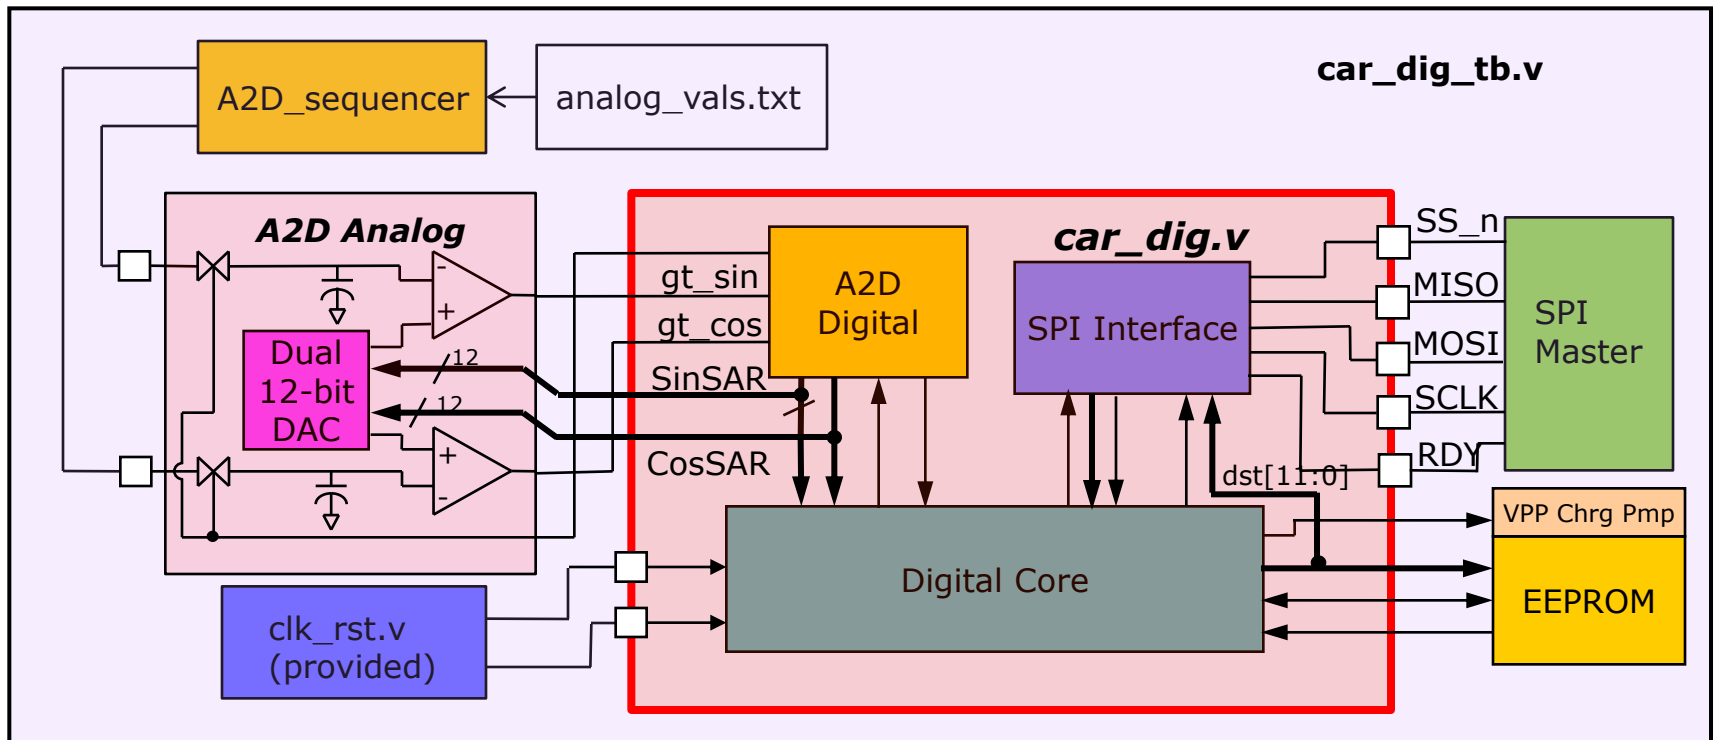 car_dig_tb.v
A2D_sequencer
analog_vals.txt
A2D Analog
car_dig.v
SS_n
gt_sin
A2D
Digital
MISO
gt_cos
SPI Interface
SPI
Master
MOSI
Dual
12-bit
DAC
12
SinSAR
SCLK
12
CosSAR
RDY
dst[11:0]
VPP Chrg Pmp
Digital Core
EEPROM
clk_rst.v
(provided)
-
+
+
-